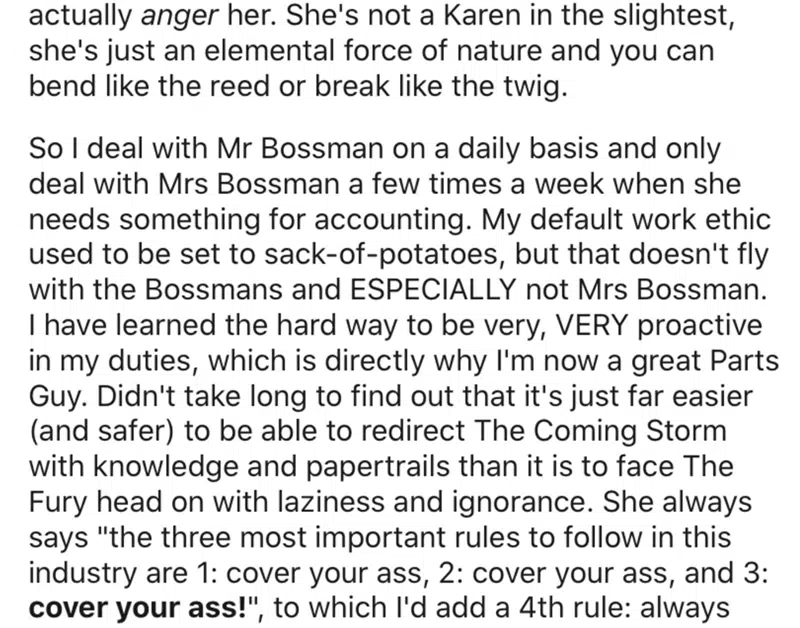 actually anger her. She's not a Karen in the slightest,
she's just an elemental force of nature and you can
bend like the reed or break like the twig.
So I deal with Mr Bossman on a daily basis and only
deal with Mrs Bossman a few times a week when she
needs something for accounting. My default work ethic
used to be set to sack-of-potatoes, but that doesn't fly
with the Bossmans and ESPECIALLY not Mrs Bossman.
I have learned the hard way to be very, VERY proactive
in my duties, which is directly why I'm now a great Parts
Guy. Didn't take long to find out that it's just far easier
(and safer) to be able to redirect The Coming Storm
with knowledge and papertrails than it is to face The
Fury head on with laziness and ignorance. She always
says "the three most important rules to follow in this
industry are 1: cover your ass, 2: cover your ass, and 3:
cover your ass!", to which I'd add a 4th rule: always